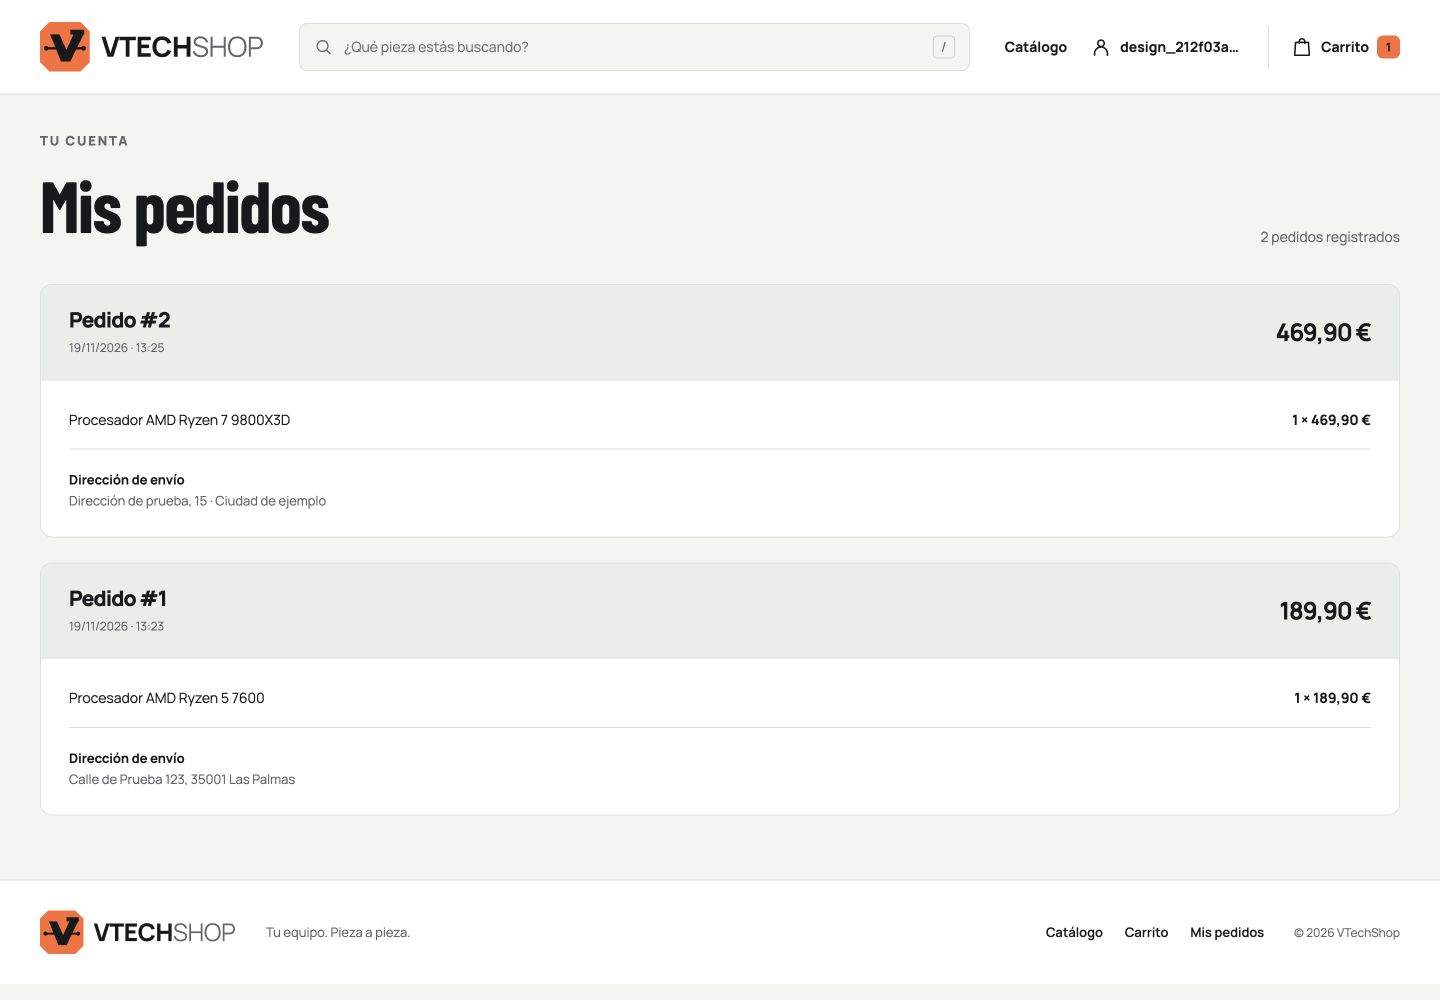 VTECHSHOP
¿Qué pieza estás buscando?
/
Catálogo
design_212f03a…
Carrito
1
TU CUENTA
Mis pedidos
2 pedidos registrados
Pedido #2
19/11/2026 · 13:25
469,90 €
Procesador AMD Ryzen 7 9800X3D
1 × 469,90 €
Dirección de envío
Dirección de prueba, 15 · Ciudad de ejemplo
Pedido #1
19/11/2026 · 13:23
189,90 €
Procesador AMD Ryzen 5 7600
1 × 189,90 €
Dirección de envío
Calle de Prueba 123, 35001 Las Palmas
VTECHSHOP
Tu equipo. Pieza a pieza.
Catálogo
Carrito
Mis pedidos
© 2026 VTechShop